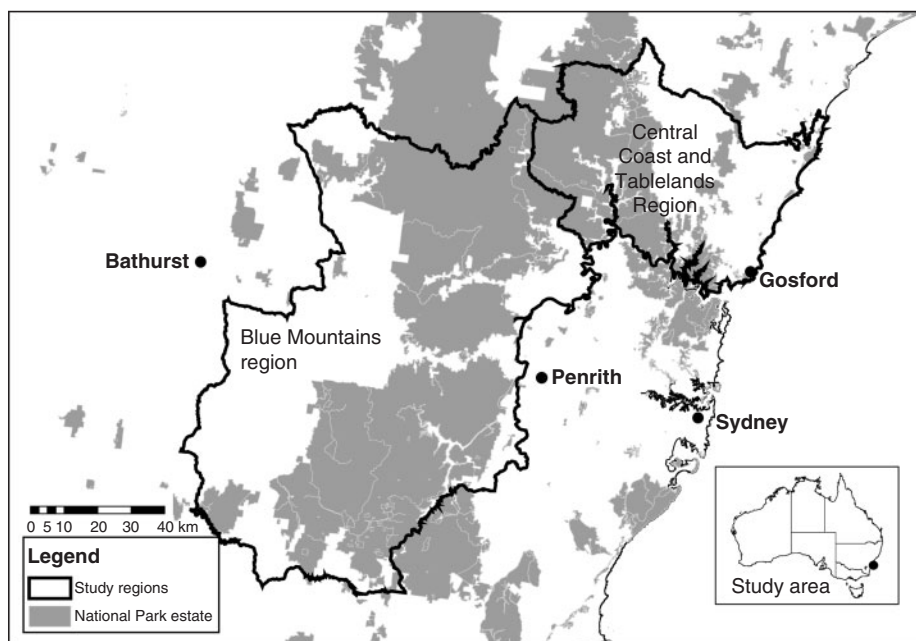 Central
Coast and
Tablelands
Region
Bathurst
Gosford
Blue Mountains
region
Penrith
Sydney
0 5 10 20 30 40 km
Legend
Study regions
National Park estate
Study area